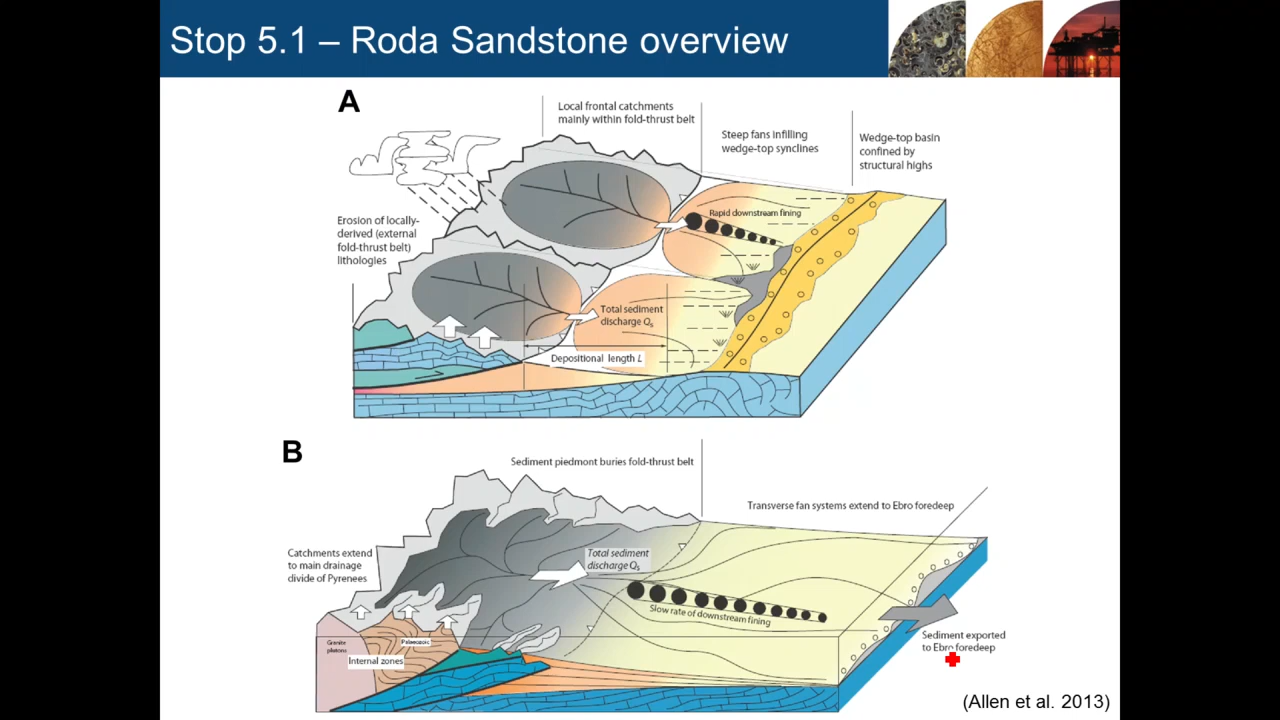 Stop 5.1 – Roda Sandstone overview
A
Local frontal catchments
mainly within fold-thrust belt
Steep fans infilling
wedge-top synclines
Wedge-top basin
confined by
structural highs
Erosion of locally-
derived (external
fold-thrust belt)
lithologies
Rapid downstream fining
Total sediment
discharge Qs
Depositional length L
B
Sediment piedmont buries fold-thrust belt
Transverse fan systems extend to Ebro foredeep
Catchments extend
to main drainage
divide of Pyrenees
Total sediment
discharge Qs
Slow rate of downstream fining
Granite
plutons
Palaeozoic
Internal zones
Sediment exported
to Ebro foredeep
(Allen et al. 2013)